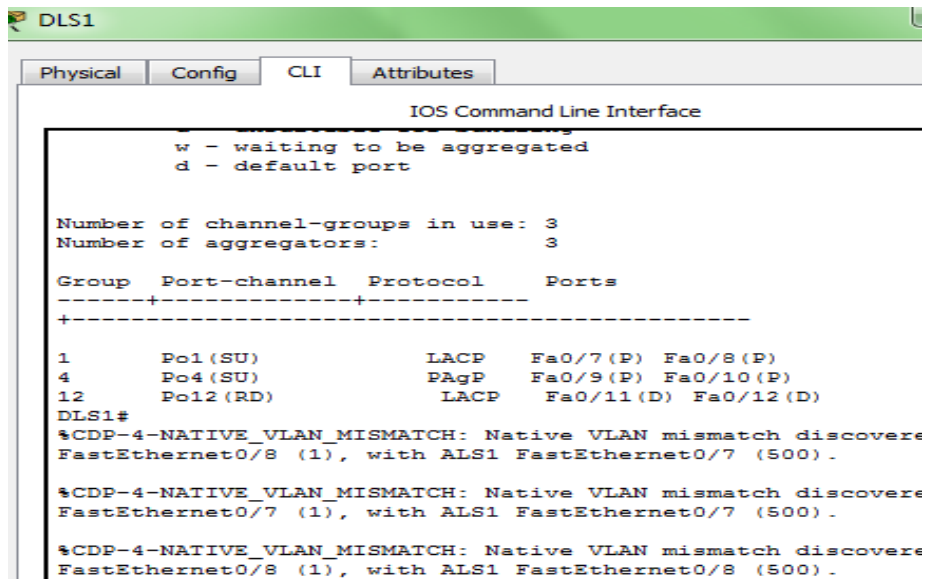 DLS1
Physical Config CLI Attributes
IOS Command Line Interface
w - waiting to be aggregated
d - default port
Number of channel-groups in use: 3
Number of aggregators: 3
Group Port-channel Protocol Ports
------+-------------+-----------
+----------------------------------------------
1 Po1(SU) LACP Fa0/7(P) Fa0/8(P)
4 Po4(SU) PAgP Fa0/9(P) Fa0/10(P)
12 Po12(RD) LACP Fa0/11(D) Fa0/12(D)
DLS1#
%CDP-4-NATIVE_VLAN_MISMATCH: Native VLAN mismatch discovere
FastEthernet0/8 (1), with ALS1 FastEthernet0/7 (500).
%CDP-4-NATIVE_VLAN_MISMATCH: Native VLAN mismatch discovere
FastEthernet0/7 (1), with ALS1 FastEthernet0/7 (500).
%CDP-4-NATIVE_VLAN_MISMATCH: Native VLAN mismatch discovere
FastEthernet0/8 (1), with ALS1 FastEthernet0/8 (500).